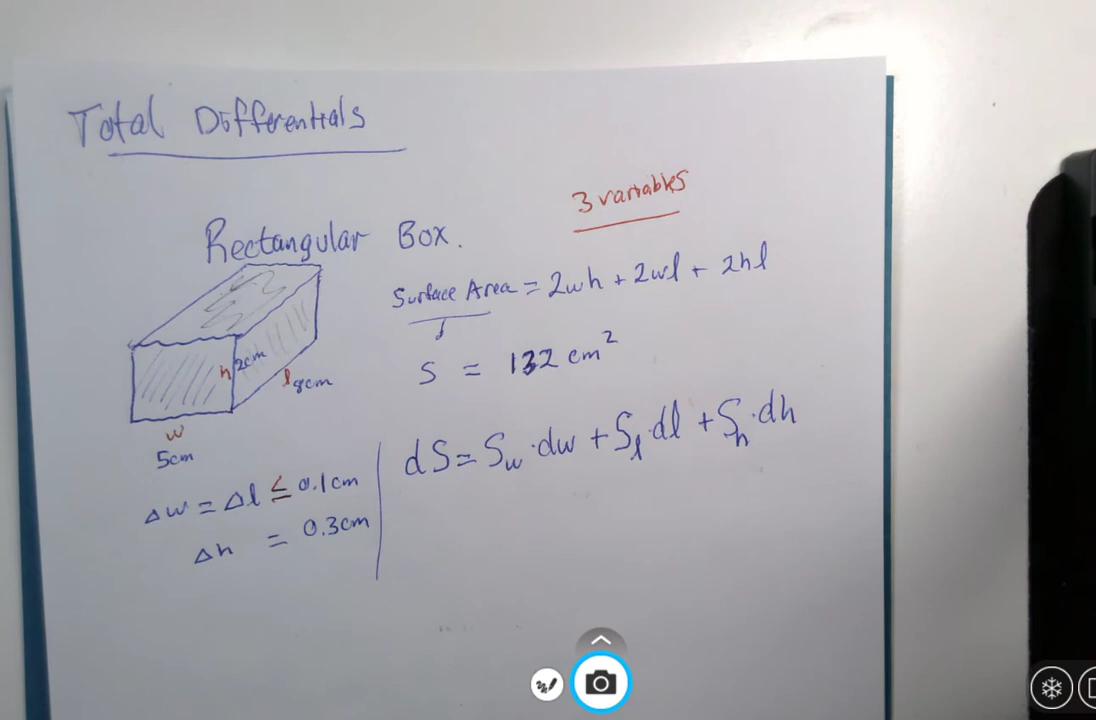 Total Differentials
3 variables
Rectangular Box.
Surface Area = 2wh + 2wl + 2hl
h 2cm
l 8cm
S = 132 cm²
w
5cm
dS = S_w · dw + S_l · dl + S_h · dh
Δw = Δl ≤ 0.1cm
Δh = 0.3cm